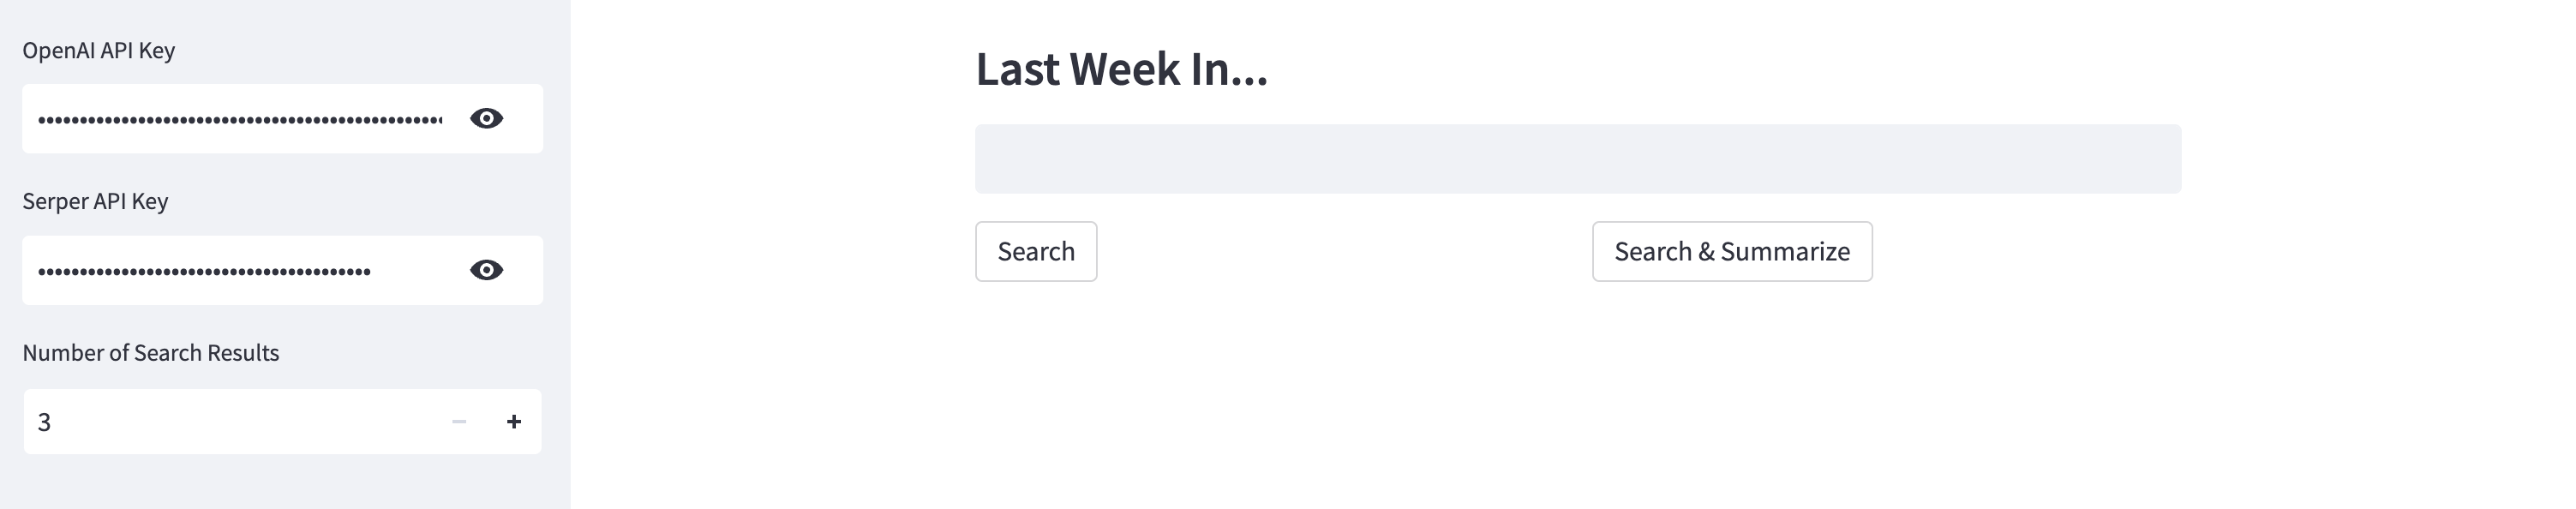 OpenAI API Key
Serper API Key
Number of Search Results
3
Last Week In...
Search
Search & Summarize